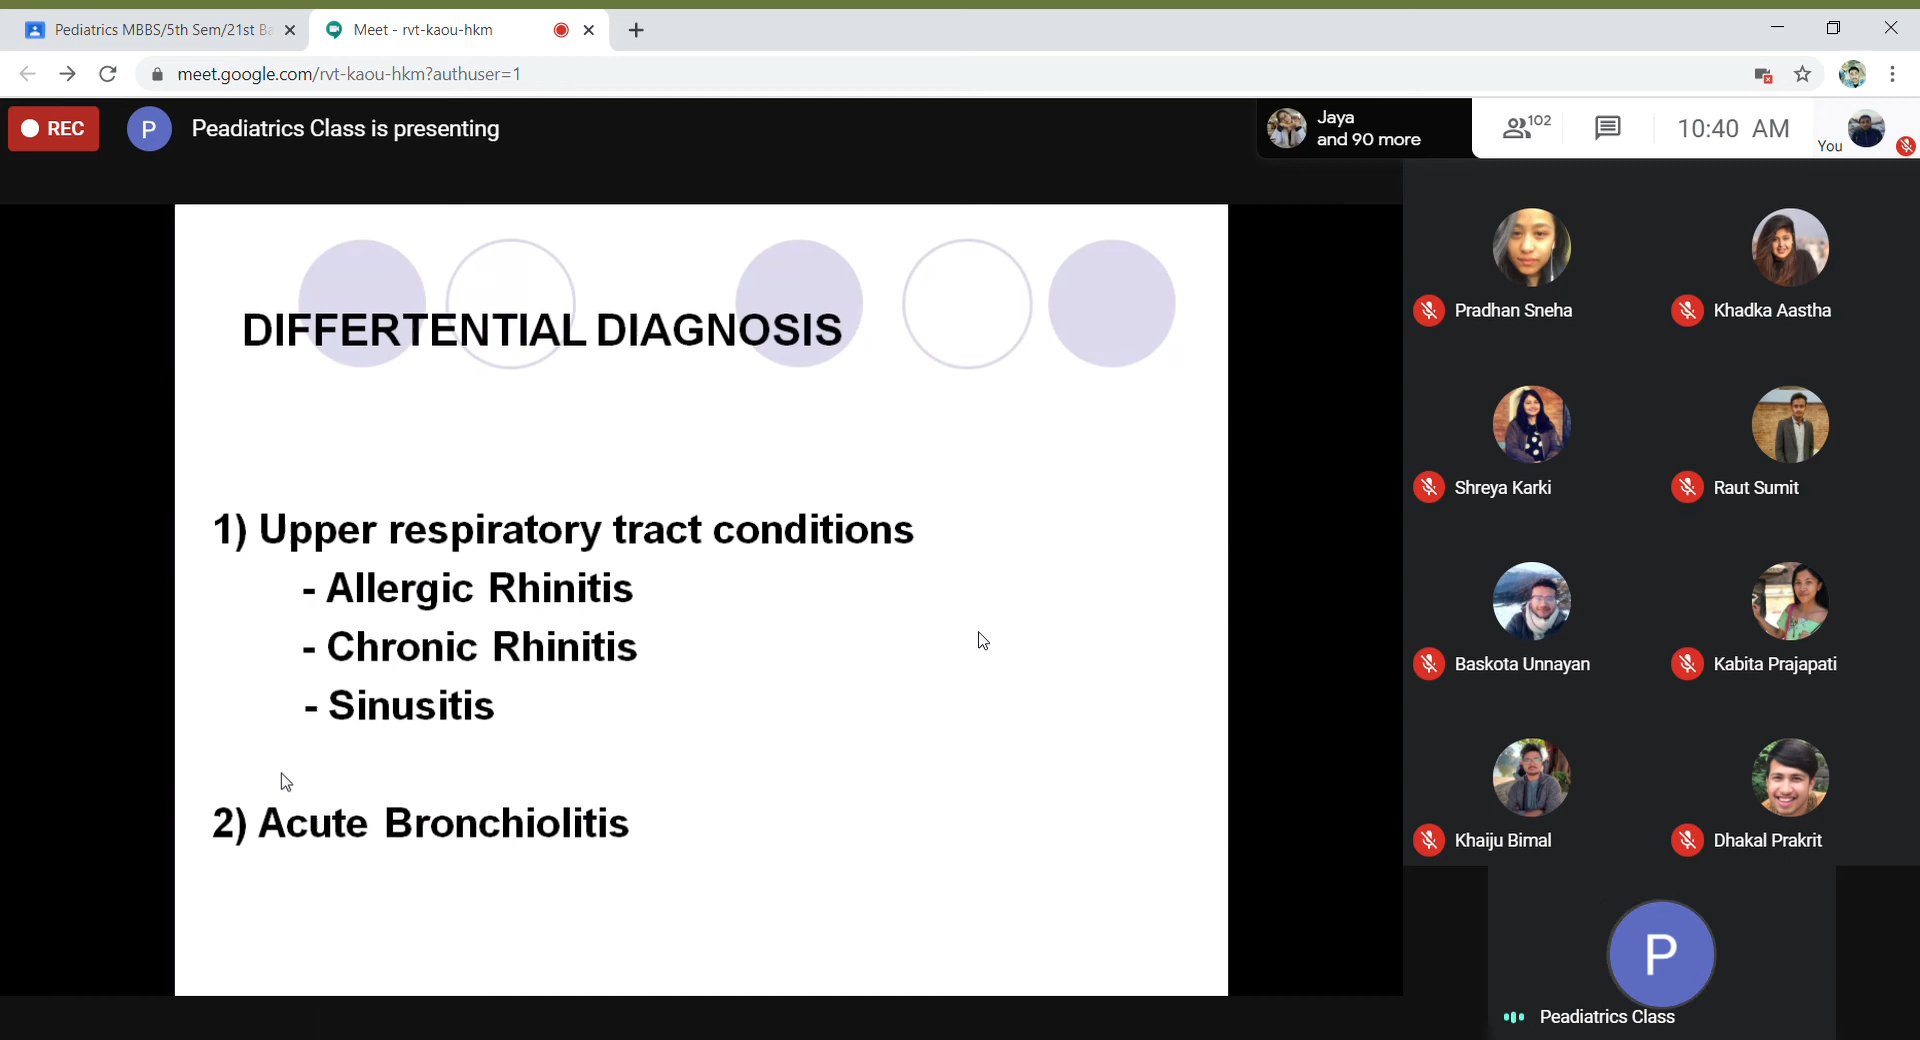 Pediatrics MBBS/5th Sem/21st Ba
Meet - rvt-kaou-hkm
meet.google.com/rvt-kaou-hkm?authuser=1
REC
P
Peadiatrics Class is presenting
Jaya
and 90 more
102
10:40 AM
You
DIFFERTENTIAL DIAGNOSIS
1) Upper respiratory tract conditions
- Allergic Rhinitis
- Chronic Rhinitis
- Sinusitis
2) Acute Bronchiolitis
Pradhan Sneha
Khadka Aastha
Shreya Karki
Raut Sumit
Baskota Unnayan
Kabita Prajapati
Khaiju Bimal
Dhakal Prakrit
P
Peadiatrics Class